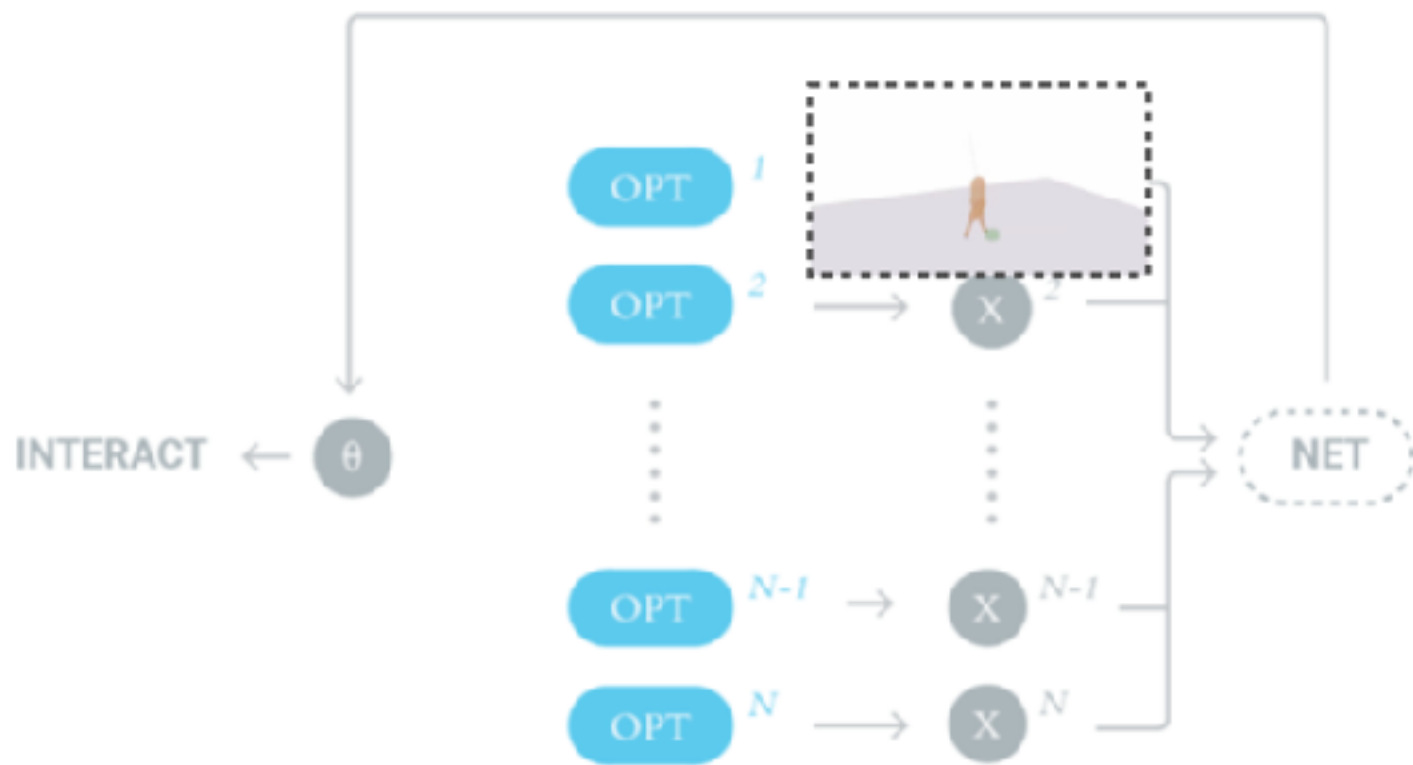 OPT 1
OPT 2 X 2
INTERACT θ NET
OPT N-1 X N-1
OPT N X N